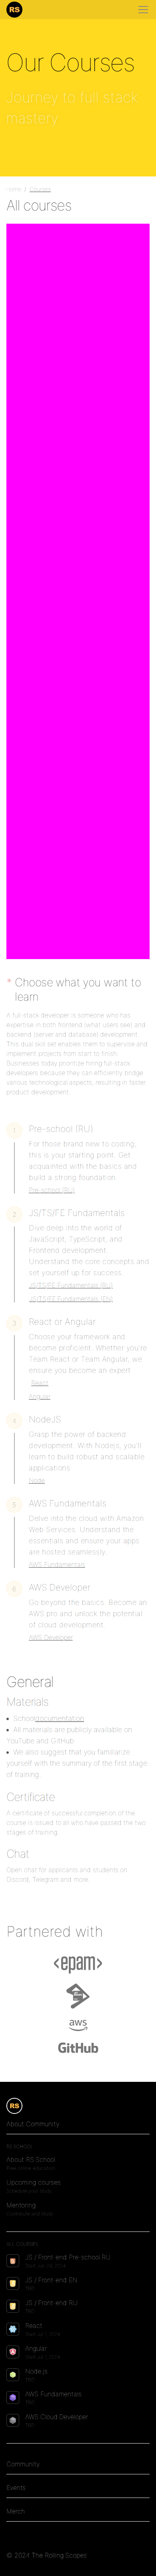 RS
Our Courses
Journey to full stack
mastery
Home / Courses
All courses
Choose what you want to
learn
A full-stack developer is someone who has
expertise in both frontend (what users see) and
backend (server and database) development.
This dual skill set enables them to supervise and
implement projects from start to finish.
Businesses today prioritize hiring full-stack
developers because they can efficiently bridge
various technological aspects, resulting in faster
product development.
1
Pre-school (RU)
For those brand new to coding,
this is your starting point. Get
acquainted with the basics and
build a strong foundation.
Pre-school (RU)
2
JS/TS/FE Fundamentals
Dive deep into the world of
JavaScript, TypeScript, and
Frontend development.
Understand the core concepts and
set yourself up for success.
JS/TS/FE Fundamentals (RU)
JS/TS/FE Fundamentals (EN)
3
React or Angular
Choose your framework and
become proficient. Whether you're
Team React or Team Angular, we
ensure you become an expert.
React
Angular
4
NodeJS
Grasp the power of backend
development. With Nodejs, you'll
learn to build robust and scalable
applications
Node
5
AWS Fundamentals
Delve into the cloud with Amazon
Web Services. Understand the
essentials and ensure your apps
are hosted seamlessly.
AWS Fundamentals
6
AWS Developer
Go beyond the basics. Become an
AWS pro and unlock the potential
of cloud development.
AWS Developer
General
Materials
• Schooldocumentation
• All materials are publicly available on
YouTube and GitHub.
• We also suggest that you familiarize
yourself with the summary of the first stage
of training.
Certificate
A certificate of successful completion of the
course is issued to all who have passed the two
stages of training.
Chat
Open chat for applicants and students on
Discord, Telegram and more.
Partnered with
<epam>
aws
GitHub
RS
About Community
RS SCHOOL
About RS School
Free online education
Upcoming courses
Schedule your study
Mentoring
ALL COURSES
JS / Front-end Pre-school RU
JS / Front-end EN
TBD
JS / Front-end RU
TBD
React
Angular
Node.js
TBD
AWS Fundamentals
TBD
AWS Cloud Developer
TBD
Community
Events
Merch
© 2024 The Rolling Scopes